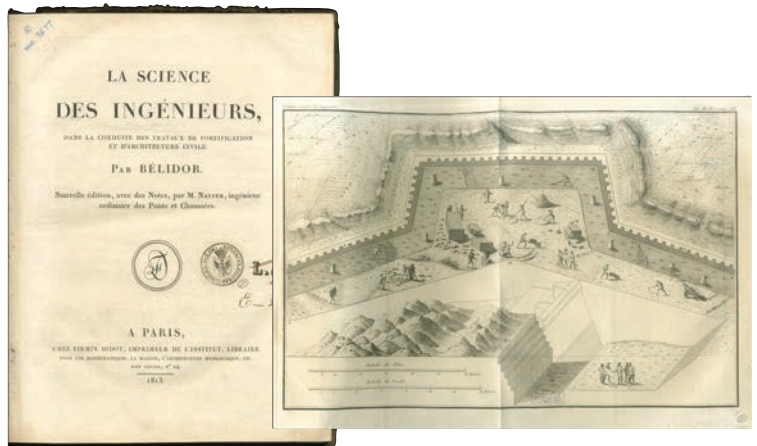 LA SCIENCE
DES INGÉNIEURS,
DANS LA CONDUITE DES TRAVAUX DE FORTIFICATION
ET D'ARCHITECTURE CIVILE
PAR BÉLIDOR.
Nouvelle édition, avec des Notes, par M. NAVIER, ingénieur
ordinaire des Ponts et Chaussées.
A PARIS,
CHEZ FIRMIN DIDOT, IMPRIMEUR DE L'INSTITUT, LIBRAIRE
POUR LES MATHÉMATIQUES, LA MARINE, L'ARCHITECTURE HYDRAULIQUE, ETC.
RUE JACOB, N° 24.
1813.